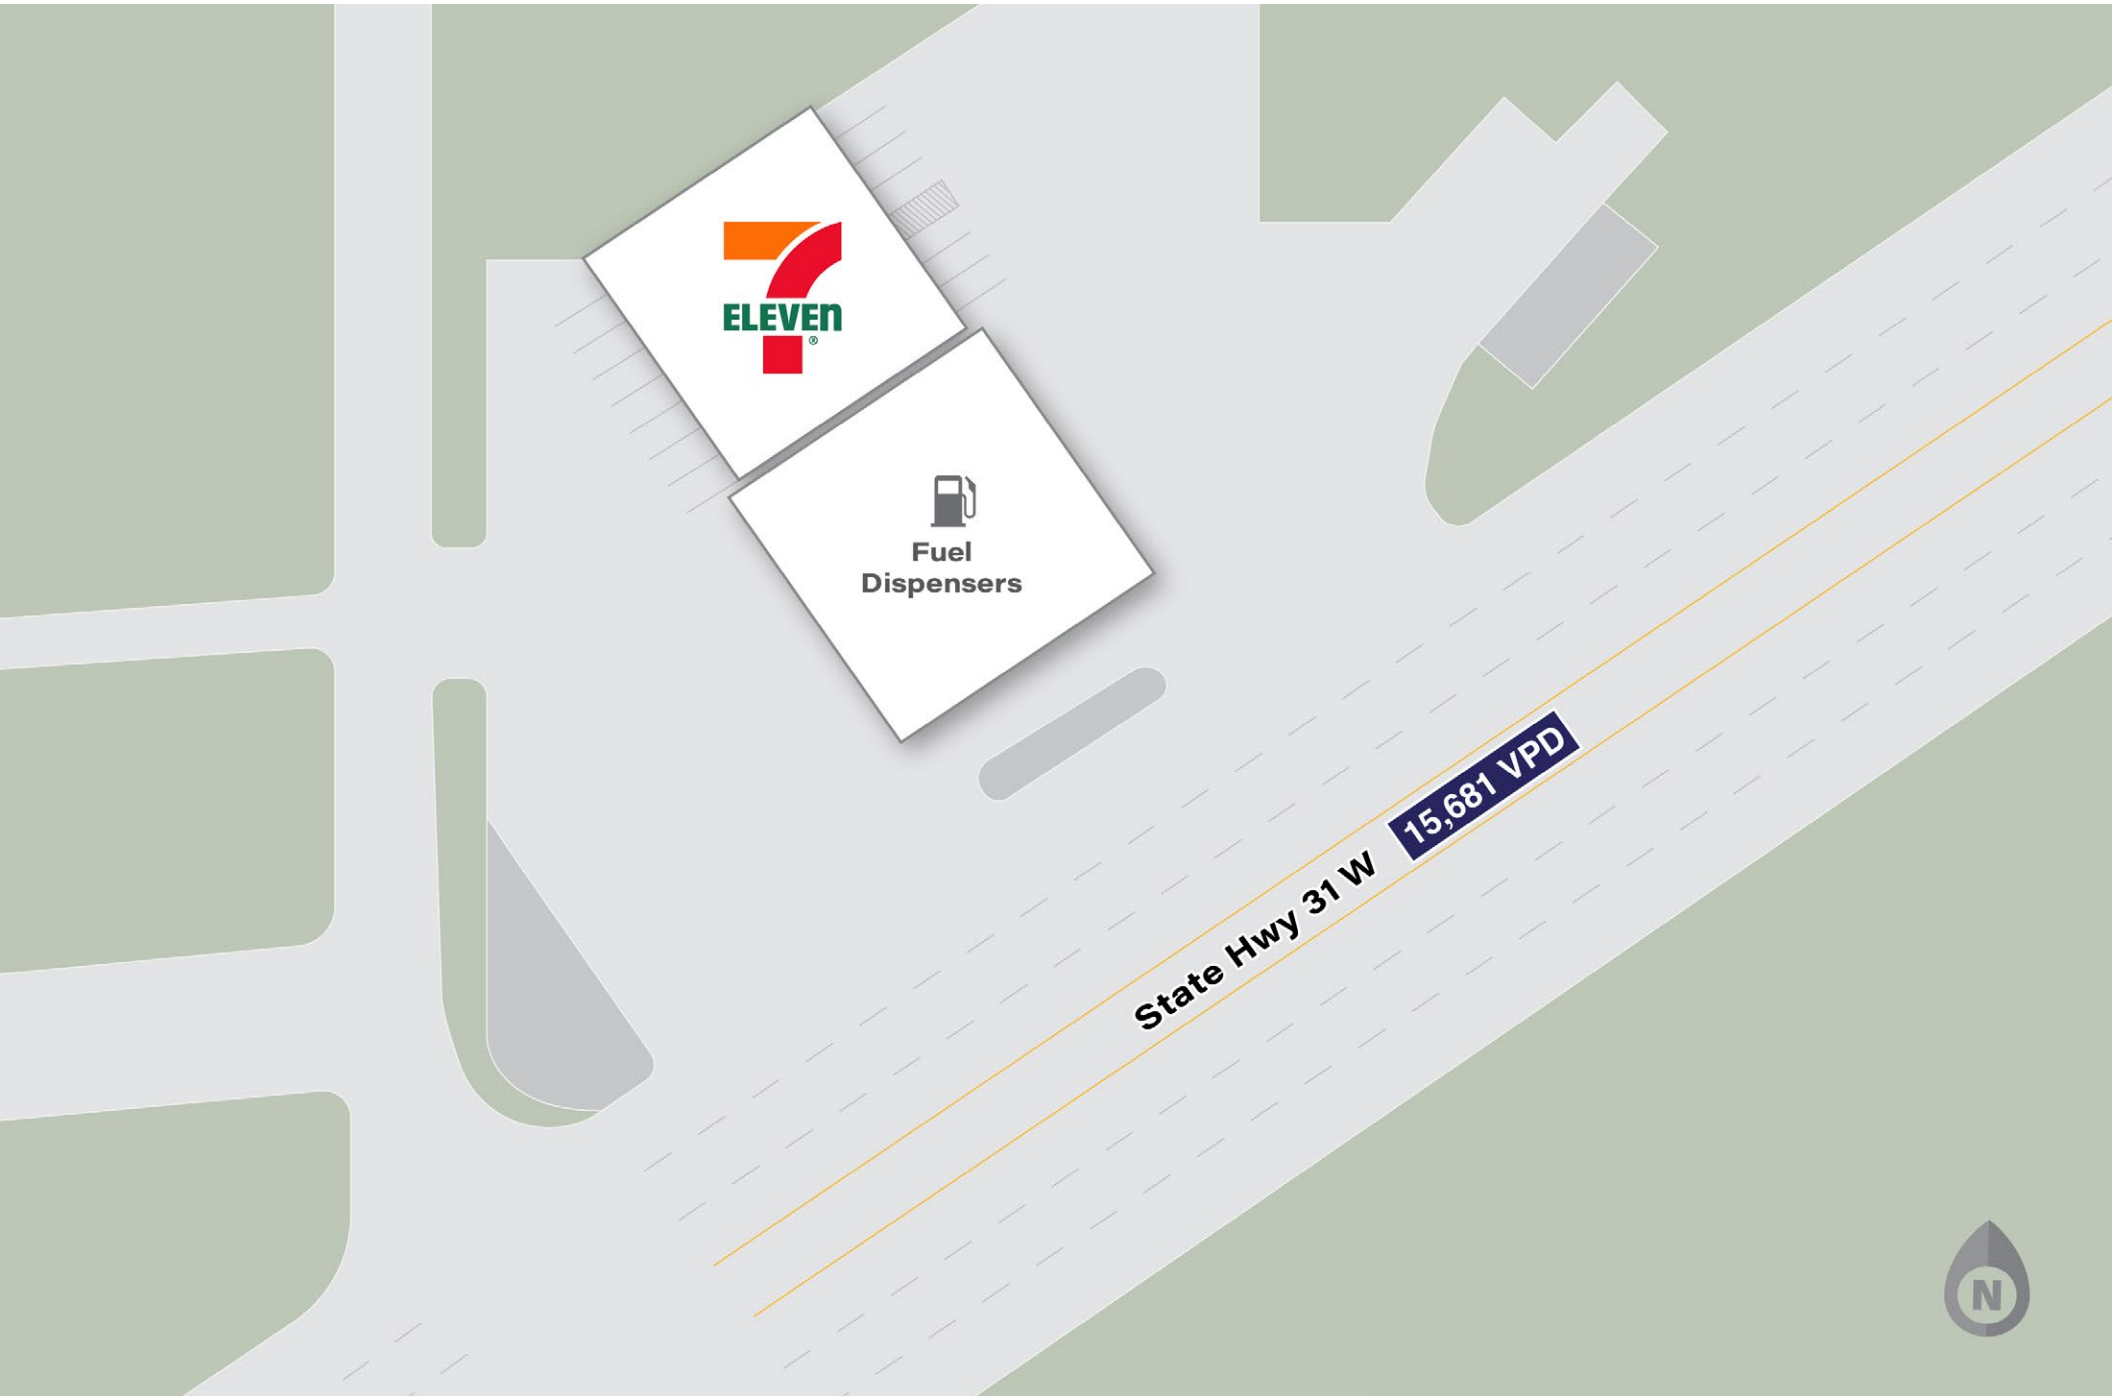 7
ELEVEn
®
Fuel
Dispensers
15,681 VPD
State Hwy 31 W
N